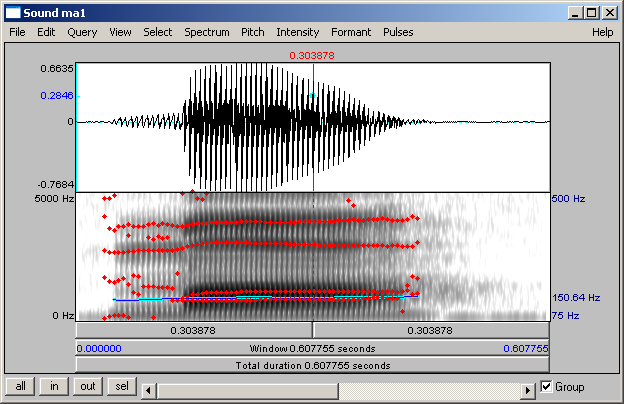 Sound ma1
File Edit Query View Select Spectrum Pitch Intensity Formant Pulses Help
0.303878
0.6635
0.2846
0
-0.7684
5000 Hz 500 Hz
150.64 Hz
0 Hz 75 Hz
0.303878 0.303878
0.000000 Window 0.607755 seconds 0.607755
Total duration 0.607755 seconds
all in out sel Group